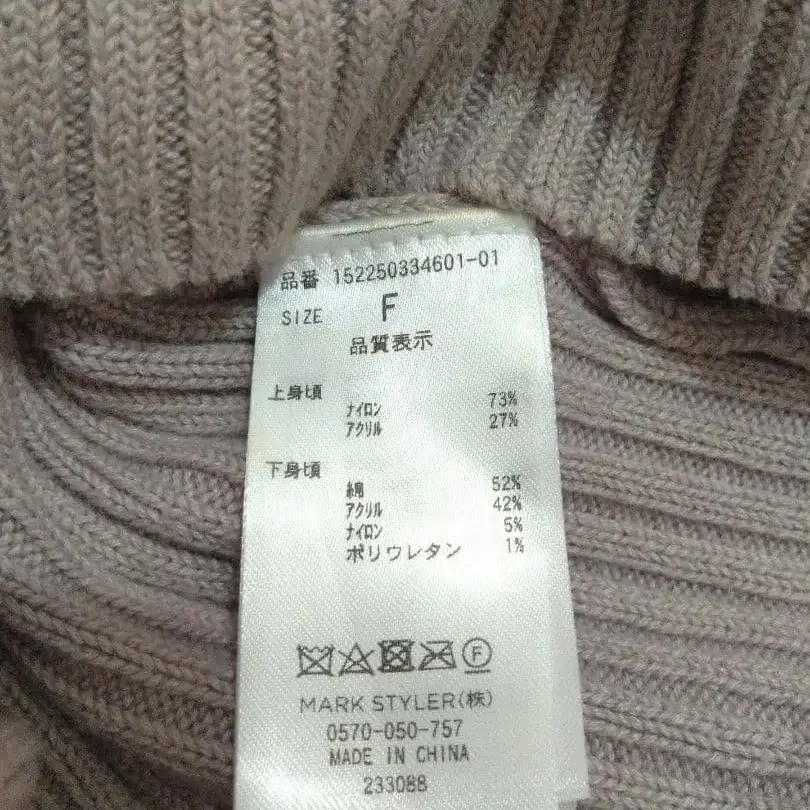 品番 152250334601-01
SIZE F
品質表示
上身頃
ナイロン 73%
アクリル 27%
下身頃
綿 52%
アクリル 42%
ナイロン 5%
ポリウレタン 1%
F
MARK STYLER(株)
0570-050-757
MADE IN CHINA
233088